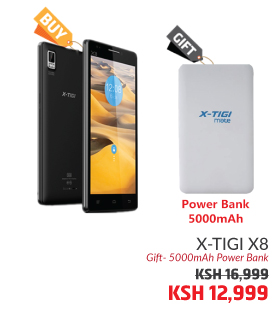 BUY
GIFT
X-TIGI
X-TIGI
mate
Power Bank
5000mAh
X-TIGI X8
Gift- 5000mAh Power Bank
KSH 16,999
KSH 12,999